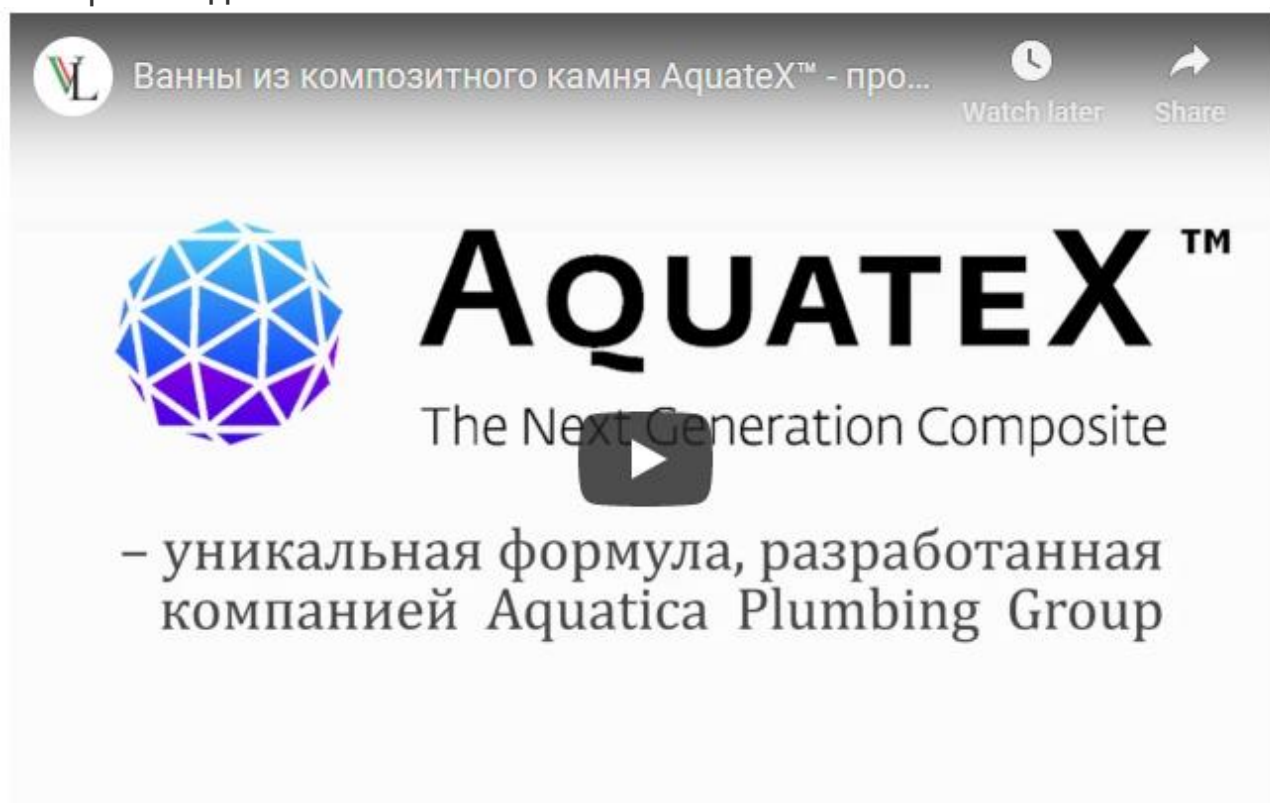 VL
Ванны из композитного камня AquateX™ - про...
Watch later
Share
AQUATEX™
The Next Generation Composite
– уникальная формула, разработанная
компанией Aquatica Plumbing Group